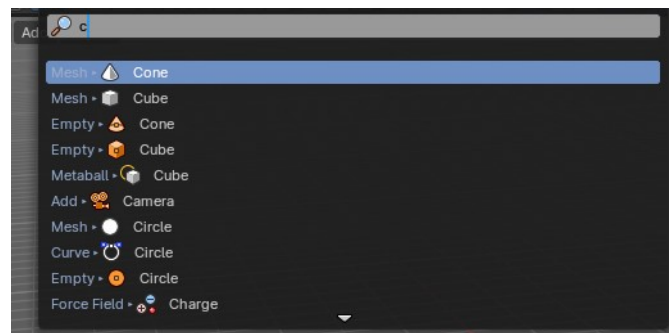 Ad
c
Mesh ▸ Cone
Mesh ▸ Cube
Empty ▸ Cone
Empty ▸ Cube
Metaball ▸ Cube
Add ▸ Camera
Mesh ▸ Circle
Curve ▸ Circle
Empty ▸ Circle
Force Field ▸ Charge